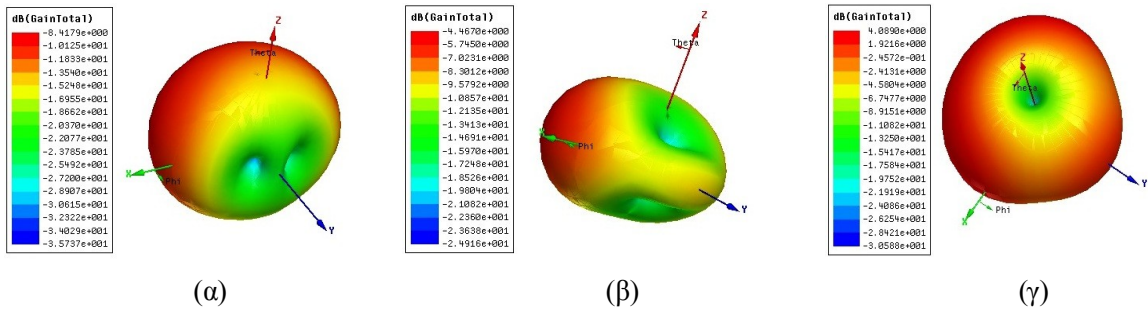 dB(GainTotal)
-8.4179e+000
-1.0125e+001
-1.1833e+001
-1.3540e+001
-1.5248e+001
-1.6955e+001
-1.8662e+001
-2.0370e+001
-2.2077e+001
-2.3785e+001
-2.5492e+001
-2.7200e+001
-2.8907e+001
-3.0615e+001
-3.2322e+001
-3.4029e+001
-3.5737e+001
Z
Theta
X
Phi
Y
(α)
dB(GainTotal)
-4.4670e+000
-5.7450e+000
-7.0231e+000
-8.3012e+000
-9.5792e+000
-1.0857e+001
-1.2135e+001
-1.3413e+001
-1.4691e+001
-1.5970e+001
-1.7248e+001
-1.8526e+001
-1.9804e+001
-2.1082e+001
-2.2360e+001
-2.3638e+001
-2.4916e+001
Z
Theta
X
Phi
Y
(β)
dB(GainTotal)
4.0890e+000
1.9216e+000
-2.4572e-001
-2.4131e+000
-4.5804e+000
-6.7477e+000
-8.9151e+000
-1.1082e+001
-1.3250e+001
-1.5417e+001
-1.7584e+001
-1.9752e+001
-2.1919e+001
-2.4086e+001
-2.6254e+001
-2.8421e+001
-3.0588e+001
Z
Theta
X
Phi
Y
(γ)